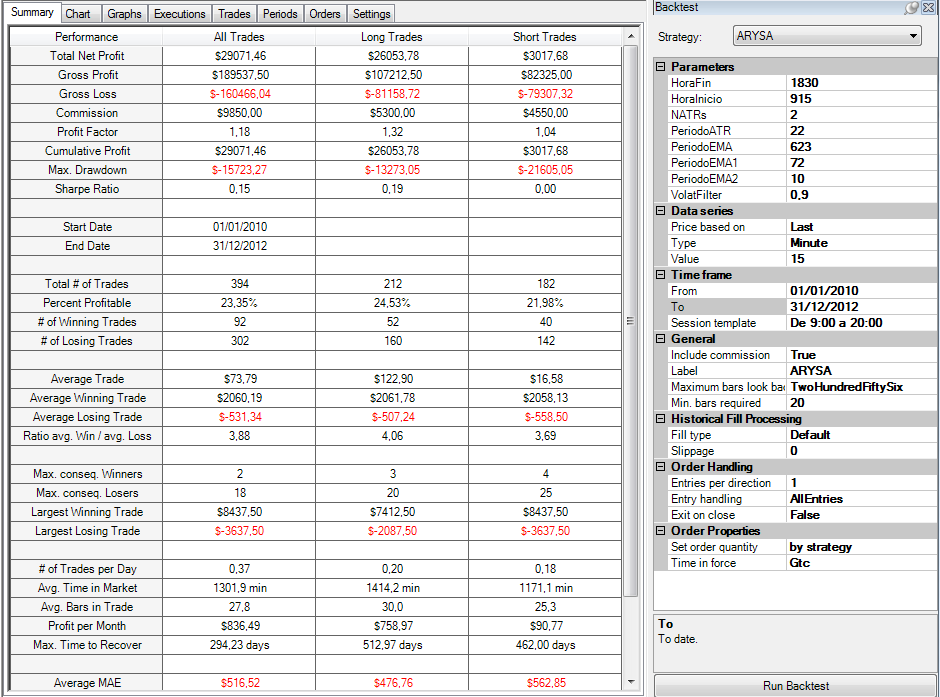 Summary Chart Graphs Executions Trades Periods Orders Settings
Performance All Trades Long Trades Short Trades
Total Net Profit $29071,46 $26053,78 $3017,68
Gross Profit $189537,50 $107212,50 $82325,00
Gross Loss $-160466,04 $-81158,72 $-79307,32
Commission $9850,00 $5300,00 $4550,00
Profit Factor 1,18 1,32 1,04
Cumulative Profit $29071,46 $26053,78 $3017,68
Max. Drawdown $-15723,27 $-13273,05 $-21605,05
Sharpe Ratio 0,15 0,19 0,00
Start Date 01/01/2010
End Date 31/12/2012
Total # of Trades 394 212 182
Percent Profitable 23,35% 24,53% 21,98%
# of Winning Trades 92 52 40
# of Losing Trades 302 160 142
Average Trade $73,79 $122,90 $16,58
Average Winning Trade $2060,19 $2061,78 $2058,13
Average Losing Trade $-531,34 $-507,24 $-558,50
Ratio avg. Win / avg. Loss 3,88 4,06 3,69
Max. conseq. Winners 2 3 4
Max. conseq. Losers 18 20 25
Largest Winning Trade $8437,50 $7412,50 $8437,50
Largest Losing Trade $-3637,50 $-2087,50 $-3637,50
# of Trades per Day 0,37 0,20 0,18
Avg. Time in Market 1301,9 min 1414,2 min 1171,1 min
Avg. Bars in Trade 27,8 30,0 25,3
Profit per Month $836,49 $758,97 $90,77
Max. Time to Recover 294,23 days 512,97 days 462,00 days
Average MAE $516,52 $476,76 $562,85
Backtest
Strategy: ARYSA
Parameters
HoraFin 1830
HoraInicio 915
NATRs 2
PeriodoATR 22
PeriodoEMA 623
PeriodoEMA1 72
PeriodoEMA2 10
VolatFilter 0,9
Data series
Price based on Last
Type Minute
Value 15
Time frame
From 01/01/2010
To 31/12/2012
Session template De 9:00 a 20:00
General
Include commission True
Label ARYSA
Maximum bars look bac TwoHundredFiftySix
Min. bars required 20
Historical Fill Processing
Fill type Default
Slippage 0
Order Handling
Entries per direction 1
Entry handling AllEntries
Exit on close False
Order Properties
Set order quantity by strategy
Time in force Gtc
To
To date.
Run Backtest